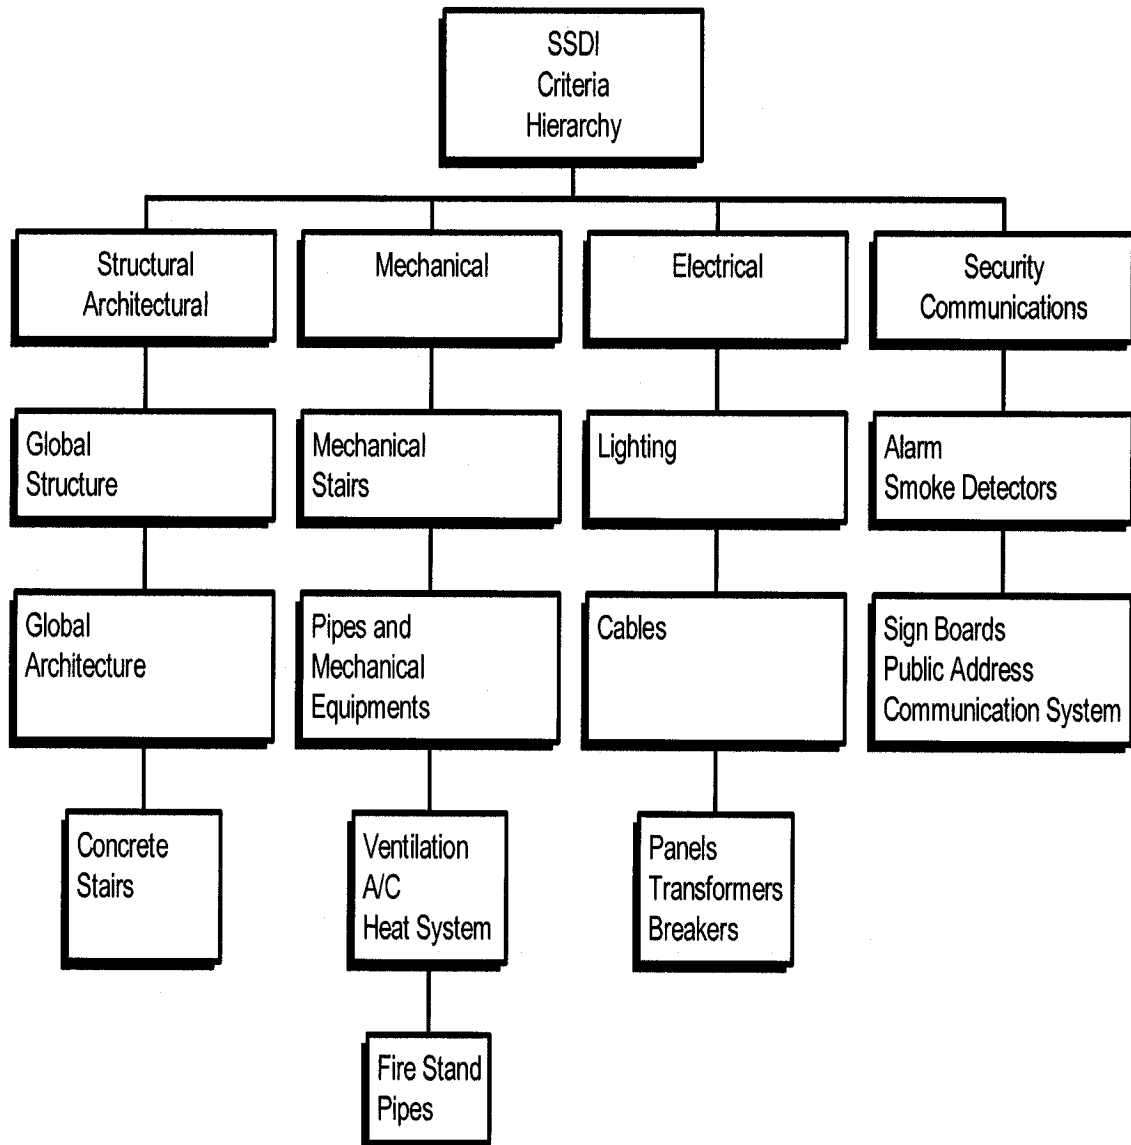 SSDI
Criteria
Hierarchy
Structural
Architectural
Mechanical
Electrical
Security
Communications
Global
Structure
Mechanical
Stairs
Lighting
Alarm
Smoke Detectors
Global
Architecture
Pipes and
Mechanical
Equipments
Cables
Sign Boards
Public Address
Communication System
Concrete
Stairs
Ventilation
A/C
Heat System
Panels
Transformers
Breakers
Fire Stand
Pipes